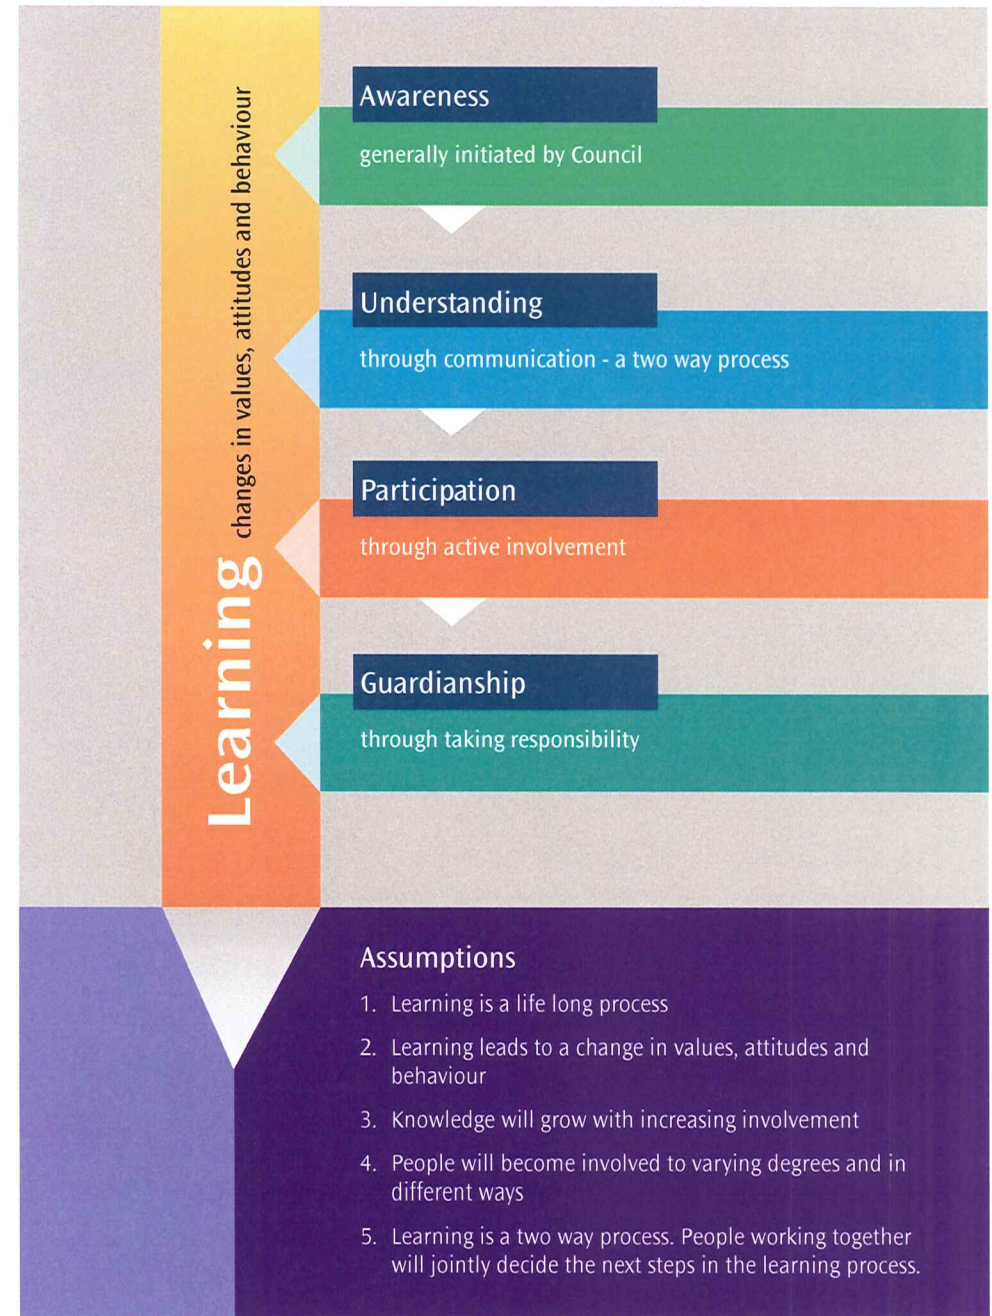 Learning changes in values, attitudes and behaviour
Awareness
generally initiated by Council
Understanding
through communication - a two way process
Participation
through active involvement
Guardianship
through taking responsibility
Assumptions
1. Learning is a life long process
2. Learning leads to a change in values, attitudes and
behaviour
3. Knowledge will grow with increasing involvement
4. People will become involved to varying degrees and in
different ways
5. Learning is a two way process. People working together
will jointly decide the next steps in the learning process.